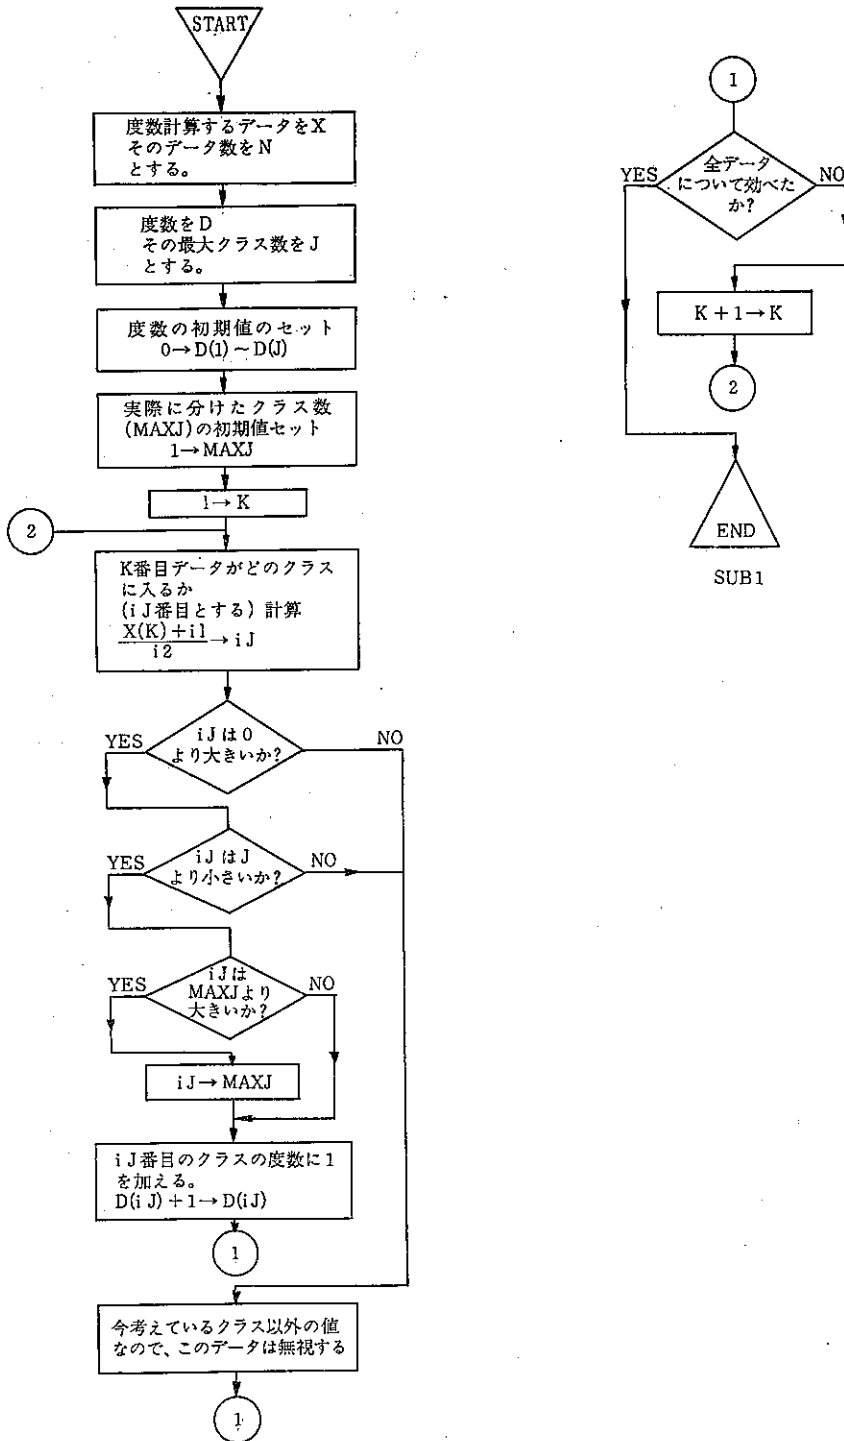 START
度数計算するデータをX
そのデータ数をN
とする。
度数をD
その最大クラス数をJ
とする。
度数の初期値のセット
0→D(1)~D(J)
実際に分けたクラス数
(MAXJ)の初期値セット
1→MAXJ
1→K
2
K番目データがどのクラス
に入るか
(iJ番目とする)計算
X(K)+i1
i2
→iJ
iJは0
より大きいか?
YES
NO
iJはJ
より小さいか?
YES
NO
iJは
MAXJより
大きいか?
YES
NO
iJ→MAXJ
iJ番目のクラスの度数に1
を加える。
D(iJ)+1→D(iJ)
1
今考えているクラス以外の値
なので、このデータは無視する
1
1
全データ
について効べた
か?
YES
NO
K+1→K
2
END
SUB1